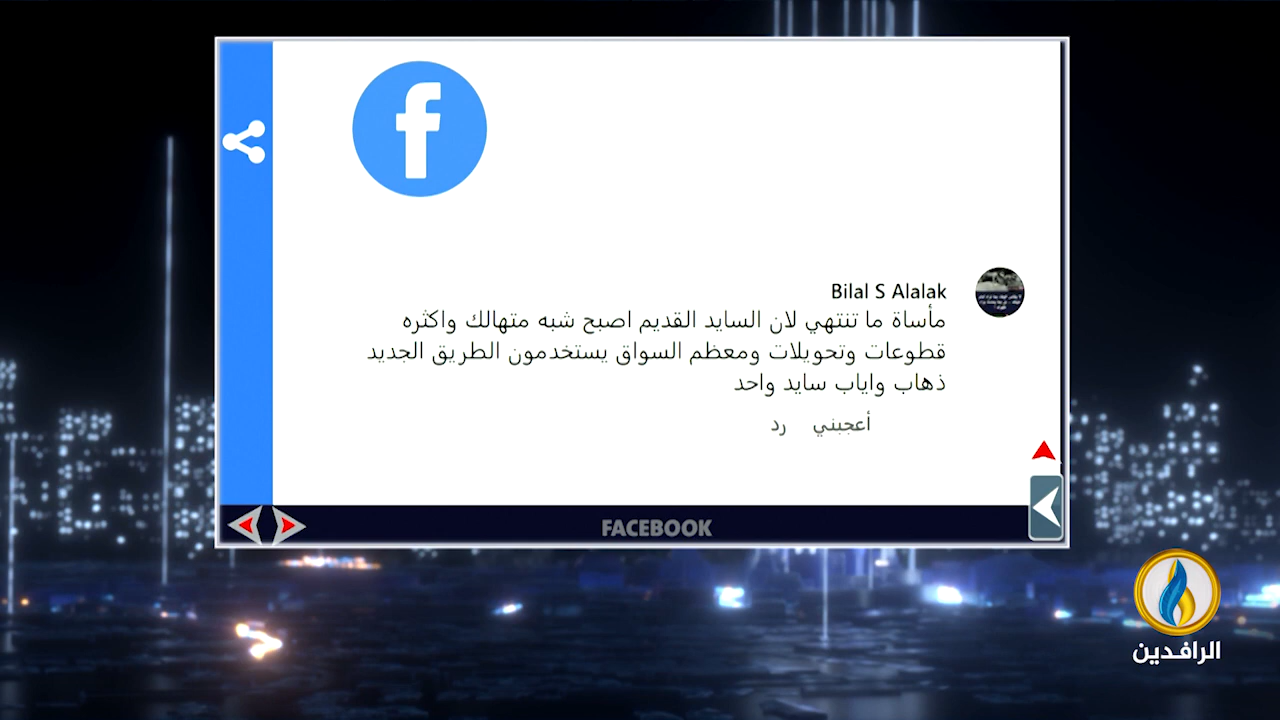 Bilal S Alalak
مأساة ما تنتهي لان السايد القديم اصبح شبه متهالك واكثره
قطوعات وتحويلات ومعظم السواق يستخدمون الطريق الجديد
ذهاب واياب سايد واحد
أعجبني رد
FACEBOOK
الرافدين